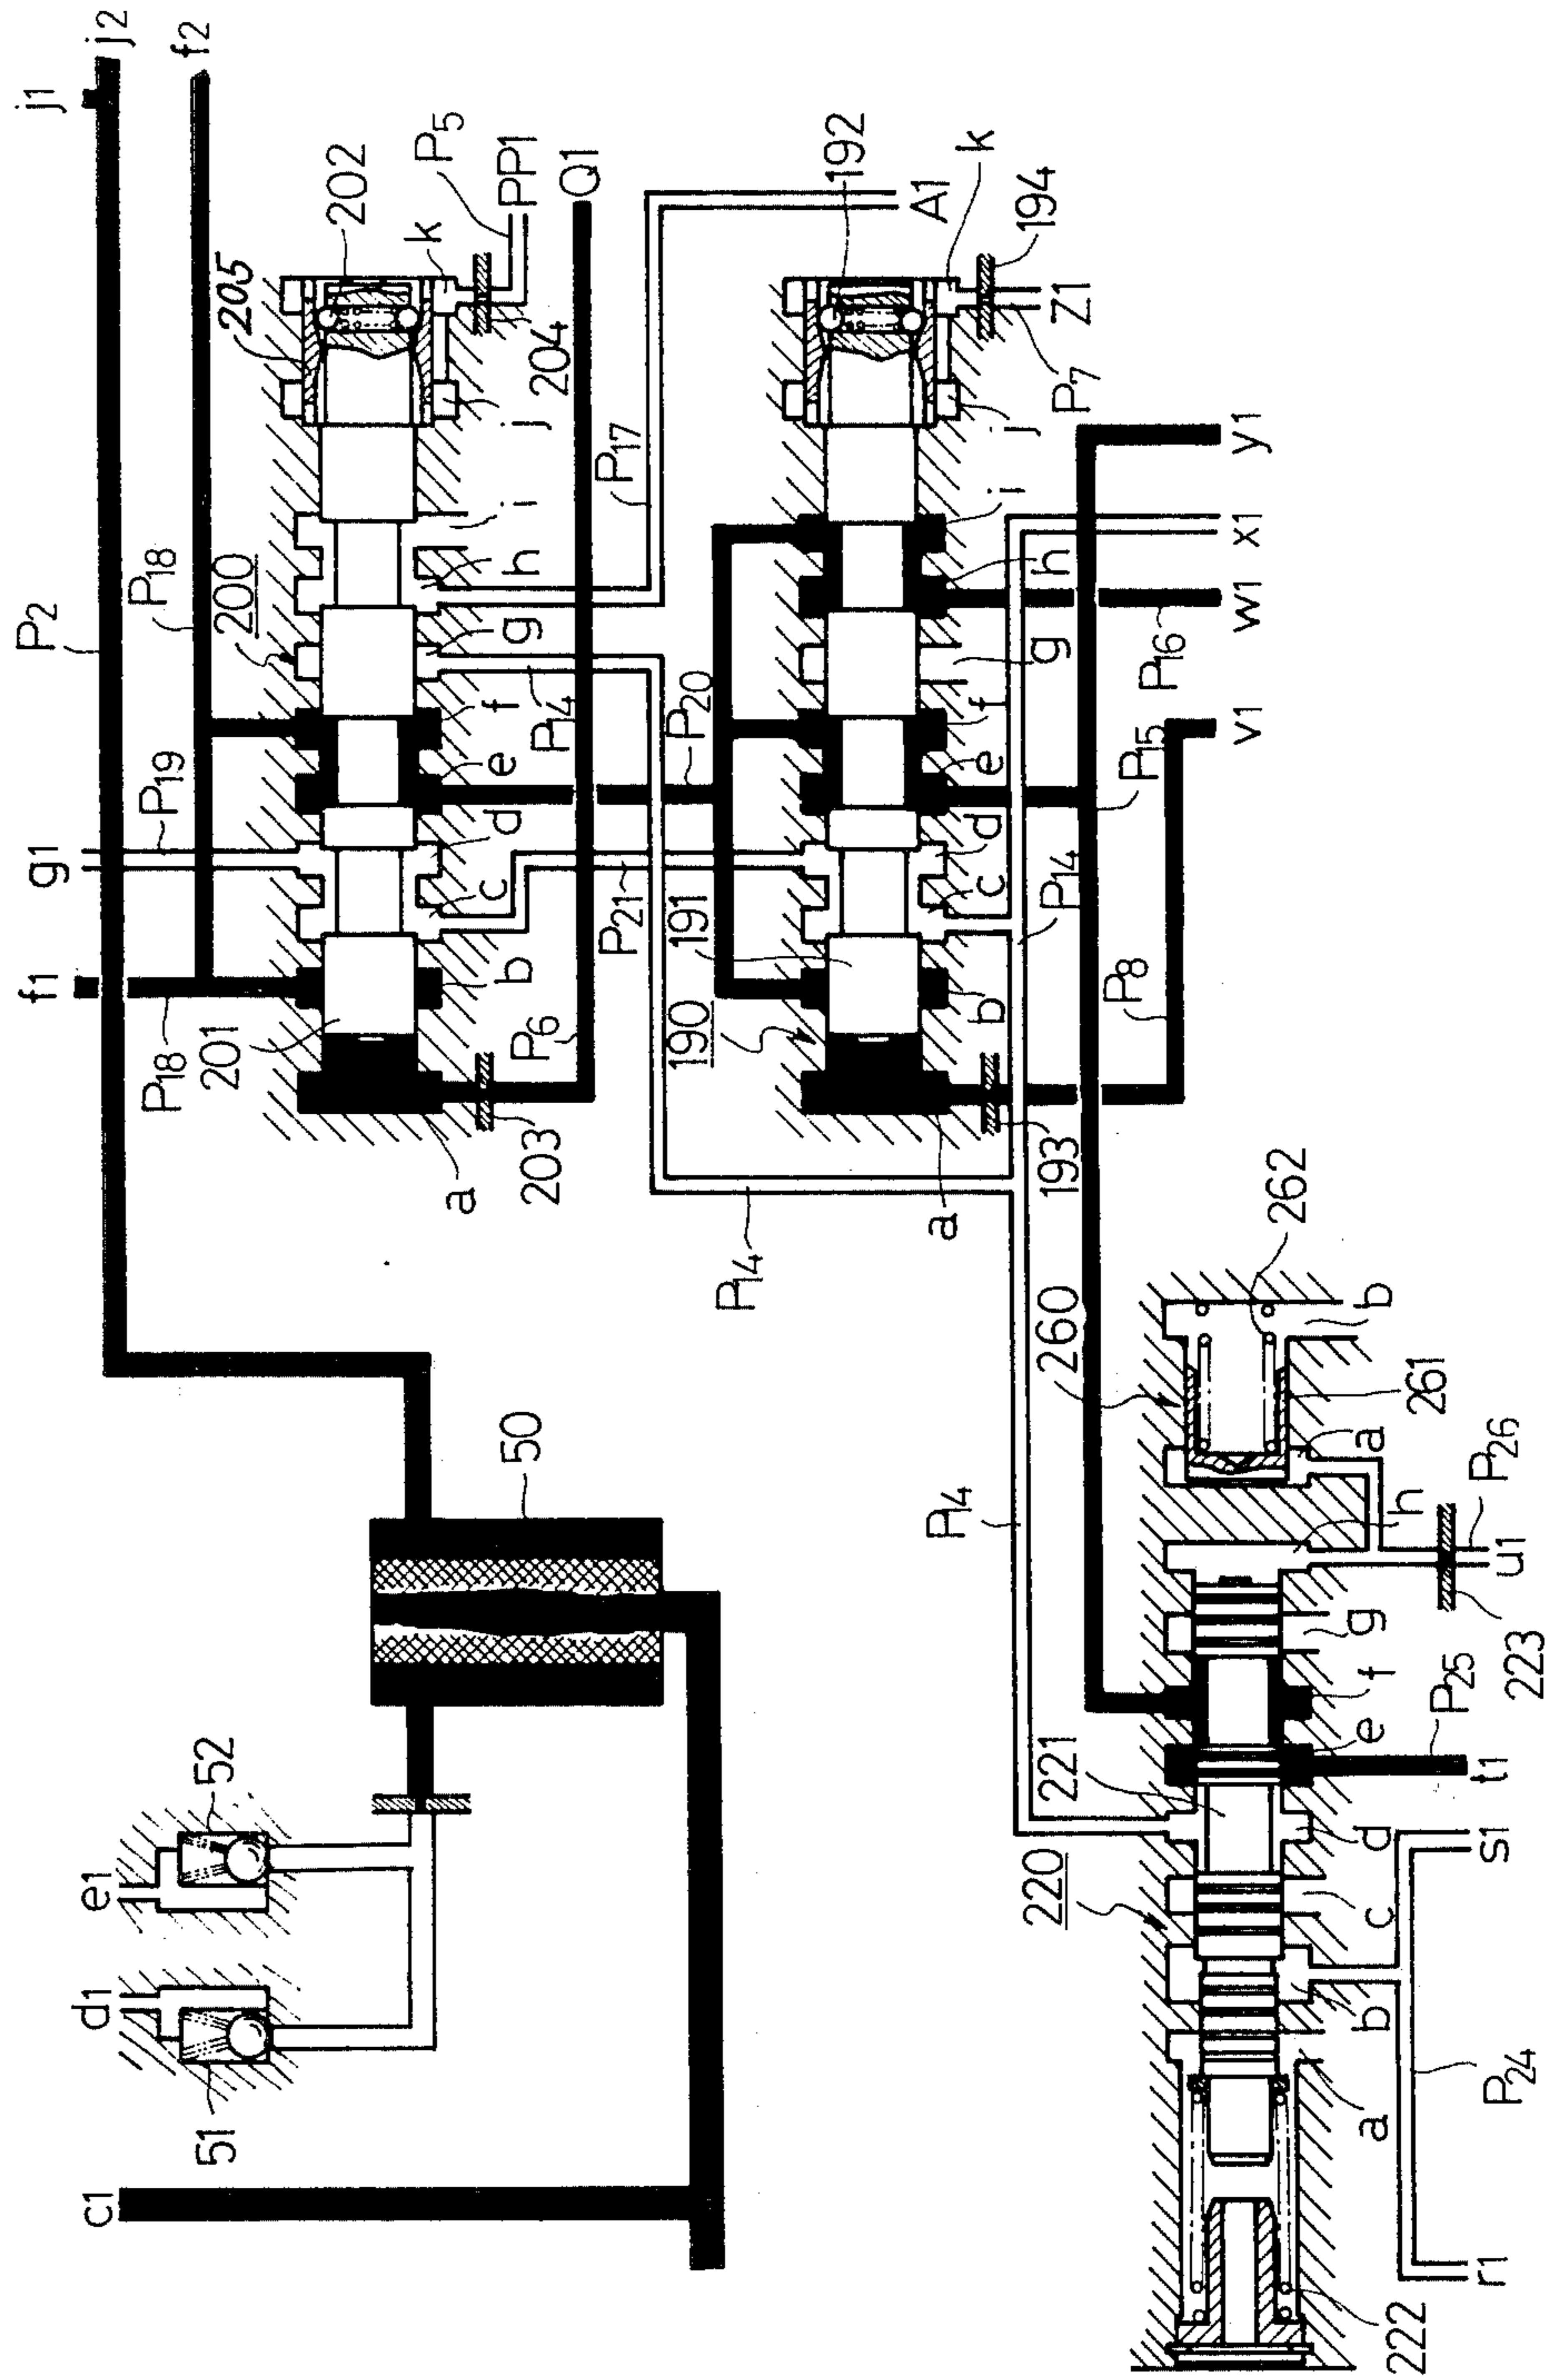 j1
j2
f2
P2
P18
P19
g1
f1
P18
200
205
202
P5
PP1
k
Q1
204
j
i
h
g
f
e
d
c
b
201
a
203
P6
P17
A1
P14
P20
P21
191
190
192
k
194
Z1
P7
j
i
h
g
f
e
d
c
b
a
193
y1
x1
w1
P16
v1
P15
P14
P8
P14
P14
50
52
e1
d1
51
c1
260
262
b
261
a
P26
h
u1
g
223
f
P25
e
t1
221
d
s1
220
c
b
P24
a
r1
222